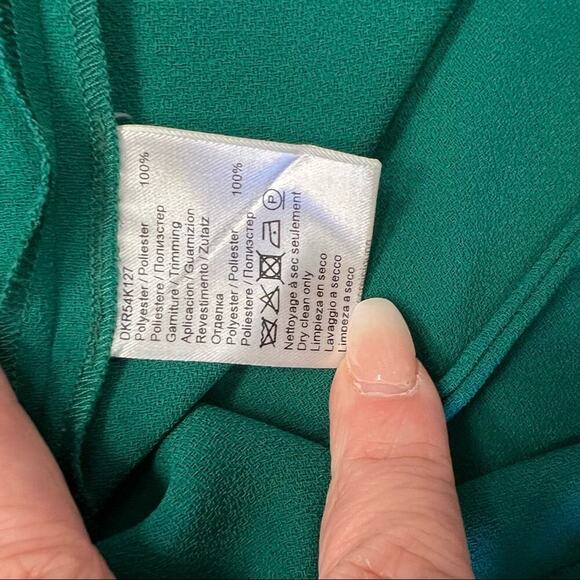 DKR54K127
Polyester / Poliester 100%
Poliestere / Полиэстер
Garniture / Trimming
Aplicacion / Guarnizion
Revestimento / Zutatz
Отделка
Polyester / Poliester 100%
Poliestere / Полиэстер
P
Nettoyage à sec seulement
Dry clean only
Limpieza en seco
Lavaggio a secco
Limpeza a seco